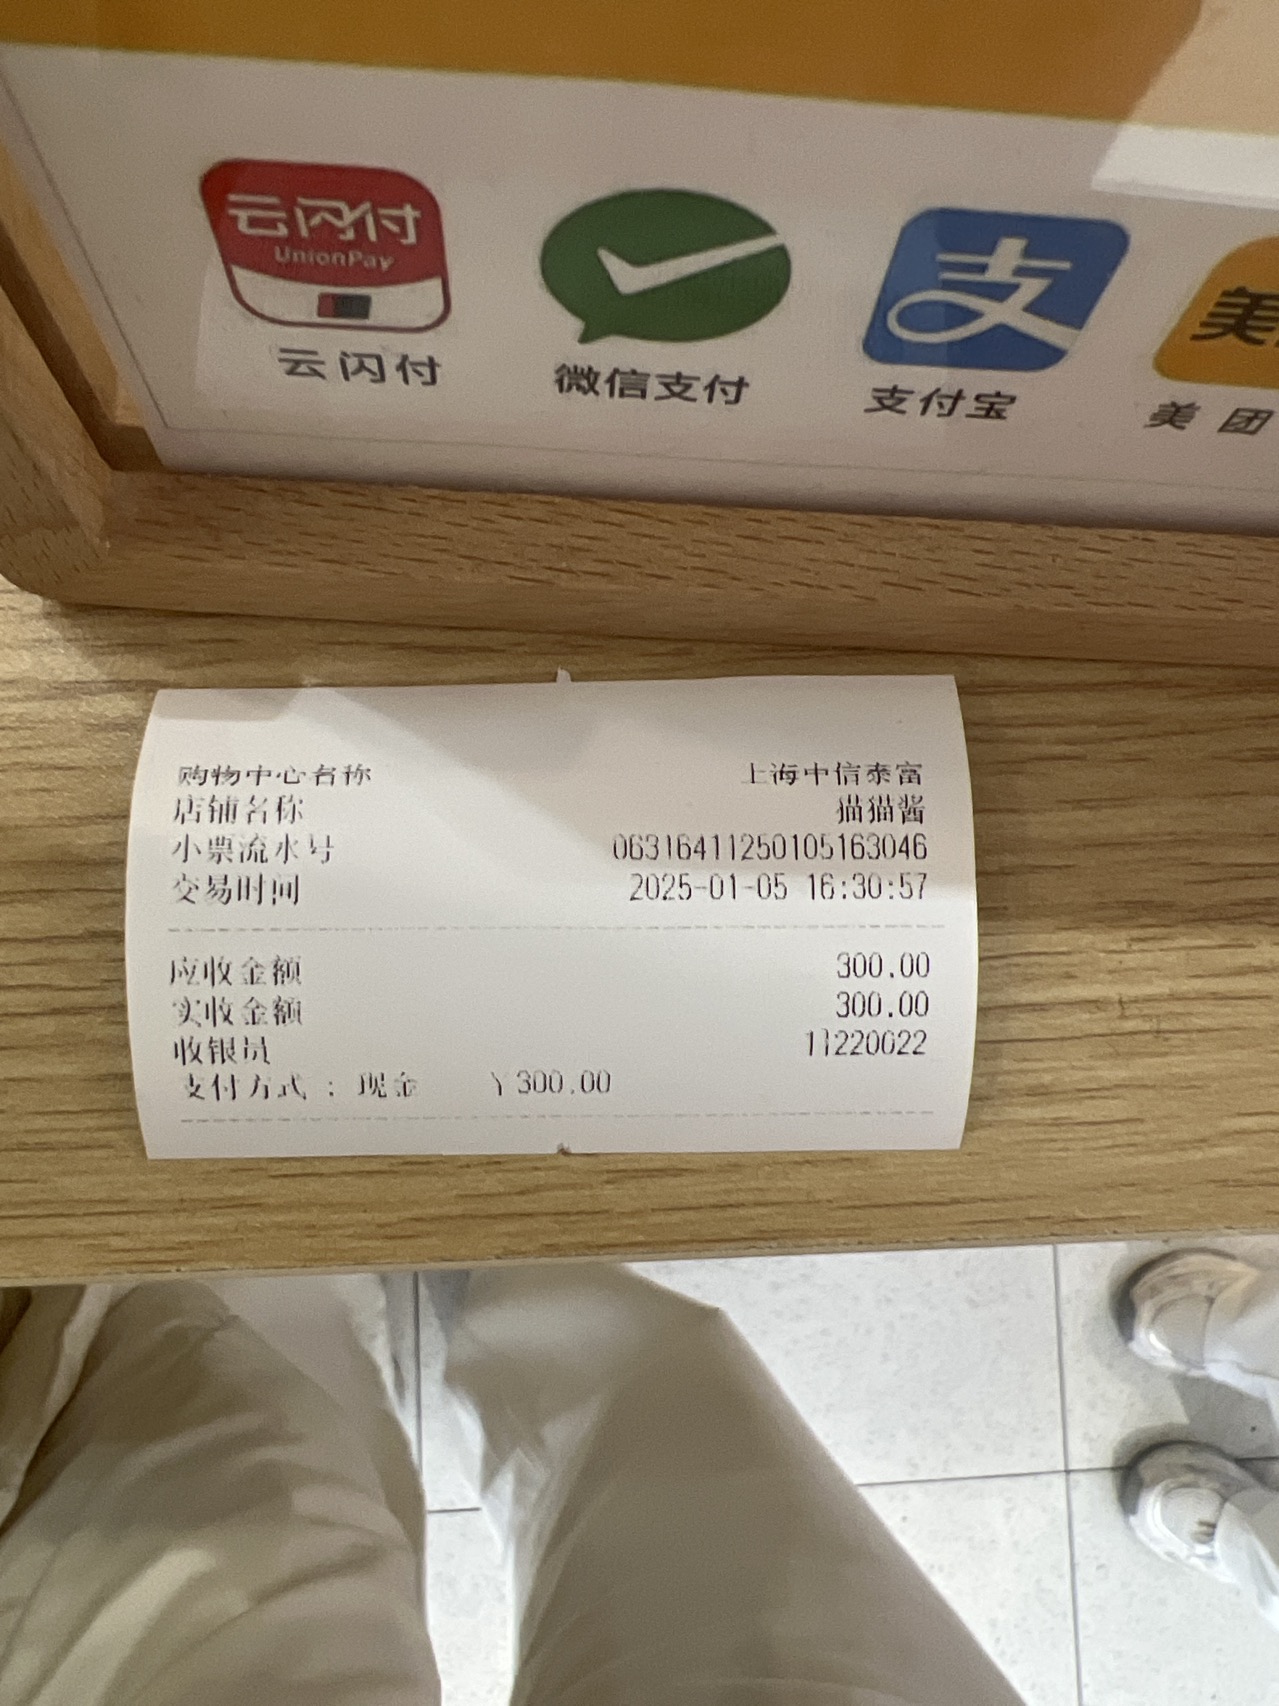 云闪付
UnionPay
云闪付
微信支付
支
支付宝
美
美团
购物中心名称 上海中信泰富
店铺名称 猫猫酱
小票流水号 06316411250105163046
交易时间 2025-01-05 16:30:57
应收金额 300.00
实收金额 300.00
收银员 11220022
支付方式 : 现金 ¥300.00